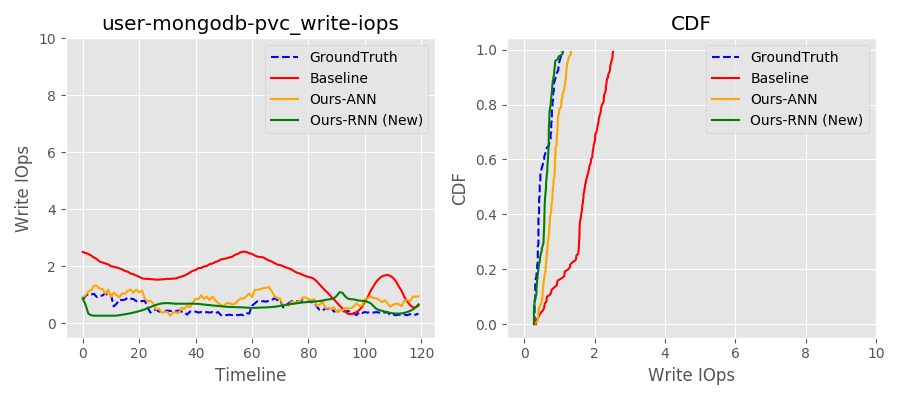 user-mongodb-pvc_write-iops
Write IOps
10
8
6
4
2
0
0
20
40
60
80
100
120
Timeline
GroundTruth
Baseline
Ours-ANN
Ours-RNN (New)
CDF
CDF
1.0
0.8
0.6
0.4
0.2
0.0
0
2
4
6
8
10
Write IOps
GroundTruth
Baseline
Ours-ANN
Ours-RNN (New)